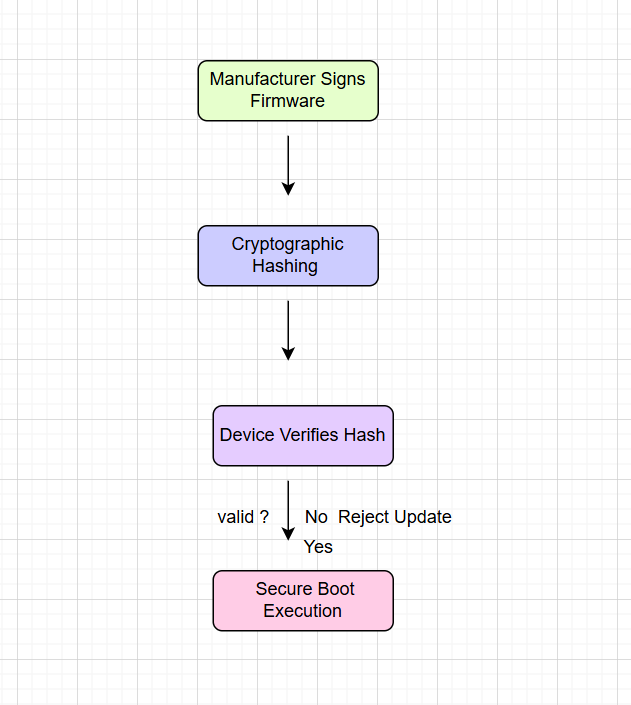 Manufacturer Signs
Firmware
Cryptographic
Hashing
Device Verifies Hash
valid ? No Reject Update
Yes
Secure Boot
Execution